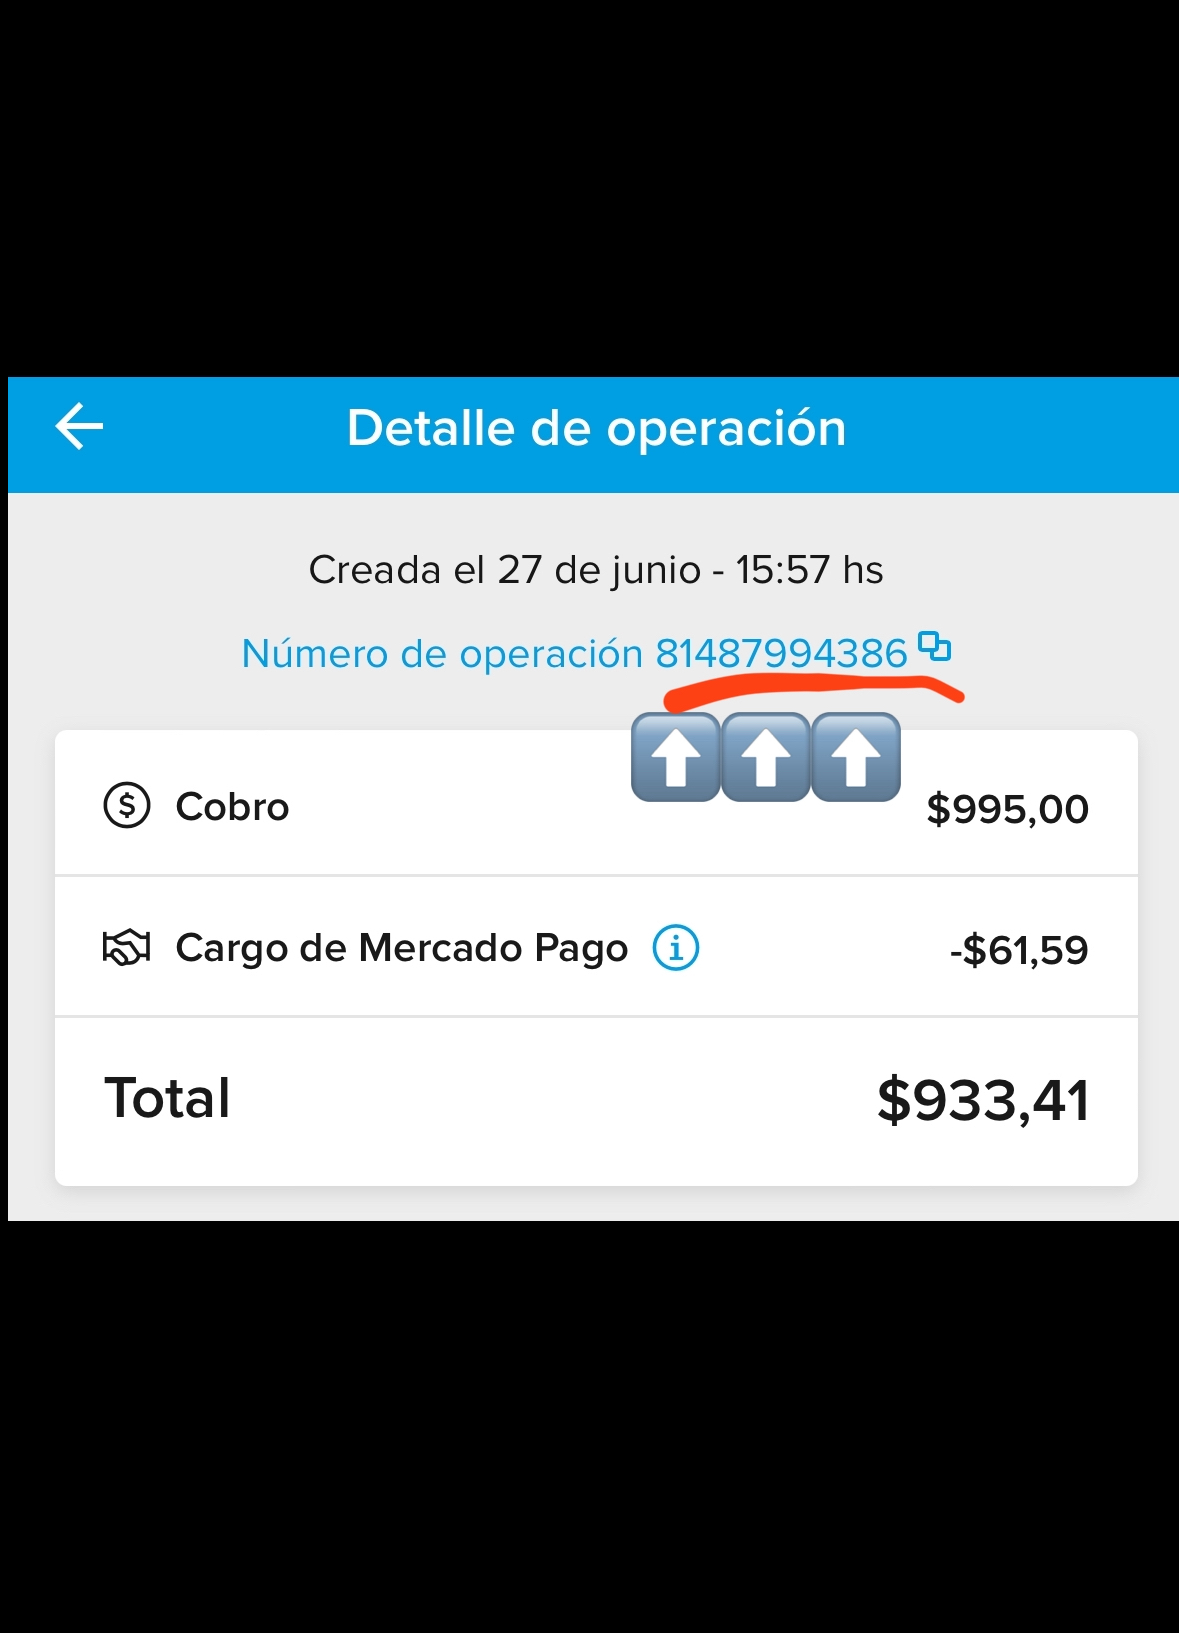 Detalle de operación
Creada el 27 de junio - 15:57 hs
Número de operación 81487994386
Cobro $995,00
Cargo de Mercado Pago -$61,59
Total $933,41